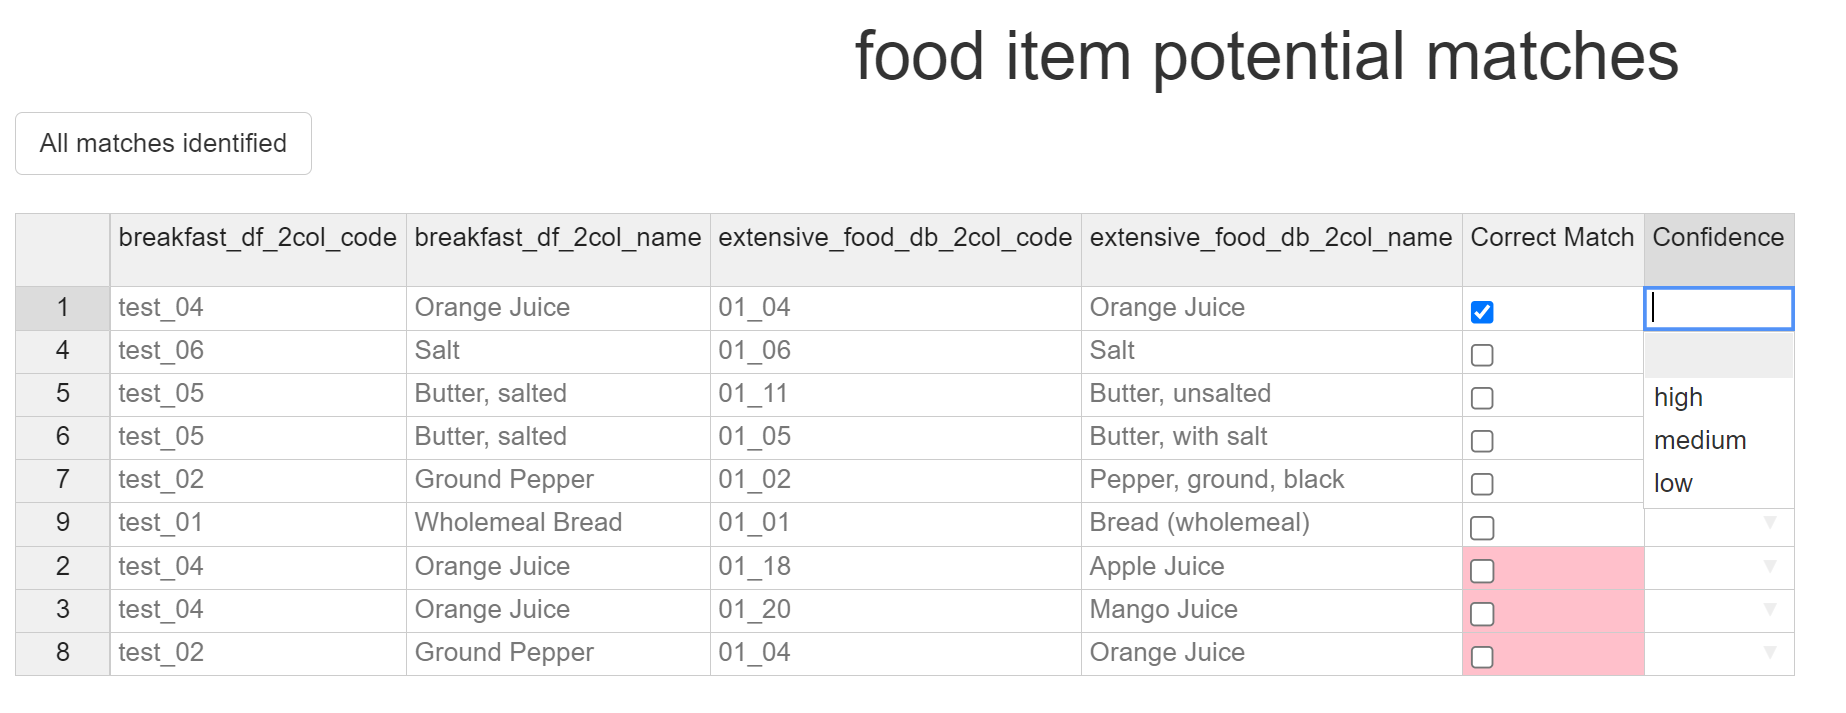 food item potential matches
All matches identified
breakfast_df_2col_code breakfast_df_2col_name extensive_food_db_2col_code extensive_food_db_2col_name Correct Match Confidence
1 test_04 Orange Juice 01_04 Orange Juice
4 test_06 Salt 01_06 Salt
5 test_05 Butter, salted 01_11 Butter, unsalted high
6 test_05 Butter, salted 01_05 Butter, with salt medium
7 test_02 Ground Pepper 01_02 Pepper, ground, black low
9 test_01 Wholemeal Bread 01_01 Bread (wholemeal)
2 test_04 Orange Juice 01_18 Apple Juice
3 test_04 Orange Juice 01_20 Mango Juice
8 test_02 Ground Pepper 01_04 Orange Juice